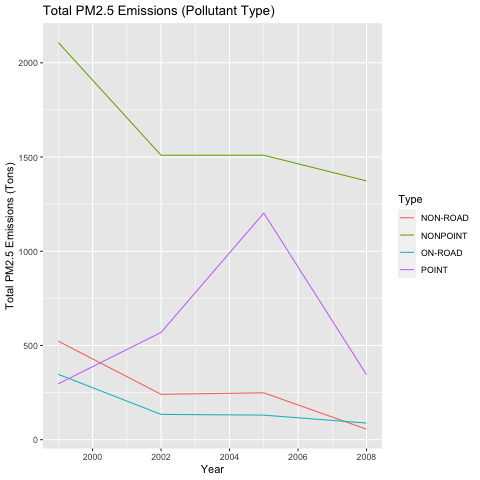 Total PM2.5 Emissions (Pollutant Type)
Total PM2.5 Emissions (Tons)
2000
1500
1000
500
0
2000 2002 2004 2006 2008
Year
Type
NON-ROAD
NONPOINT
ON-ROAD
POINT